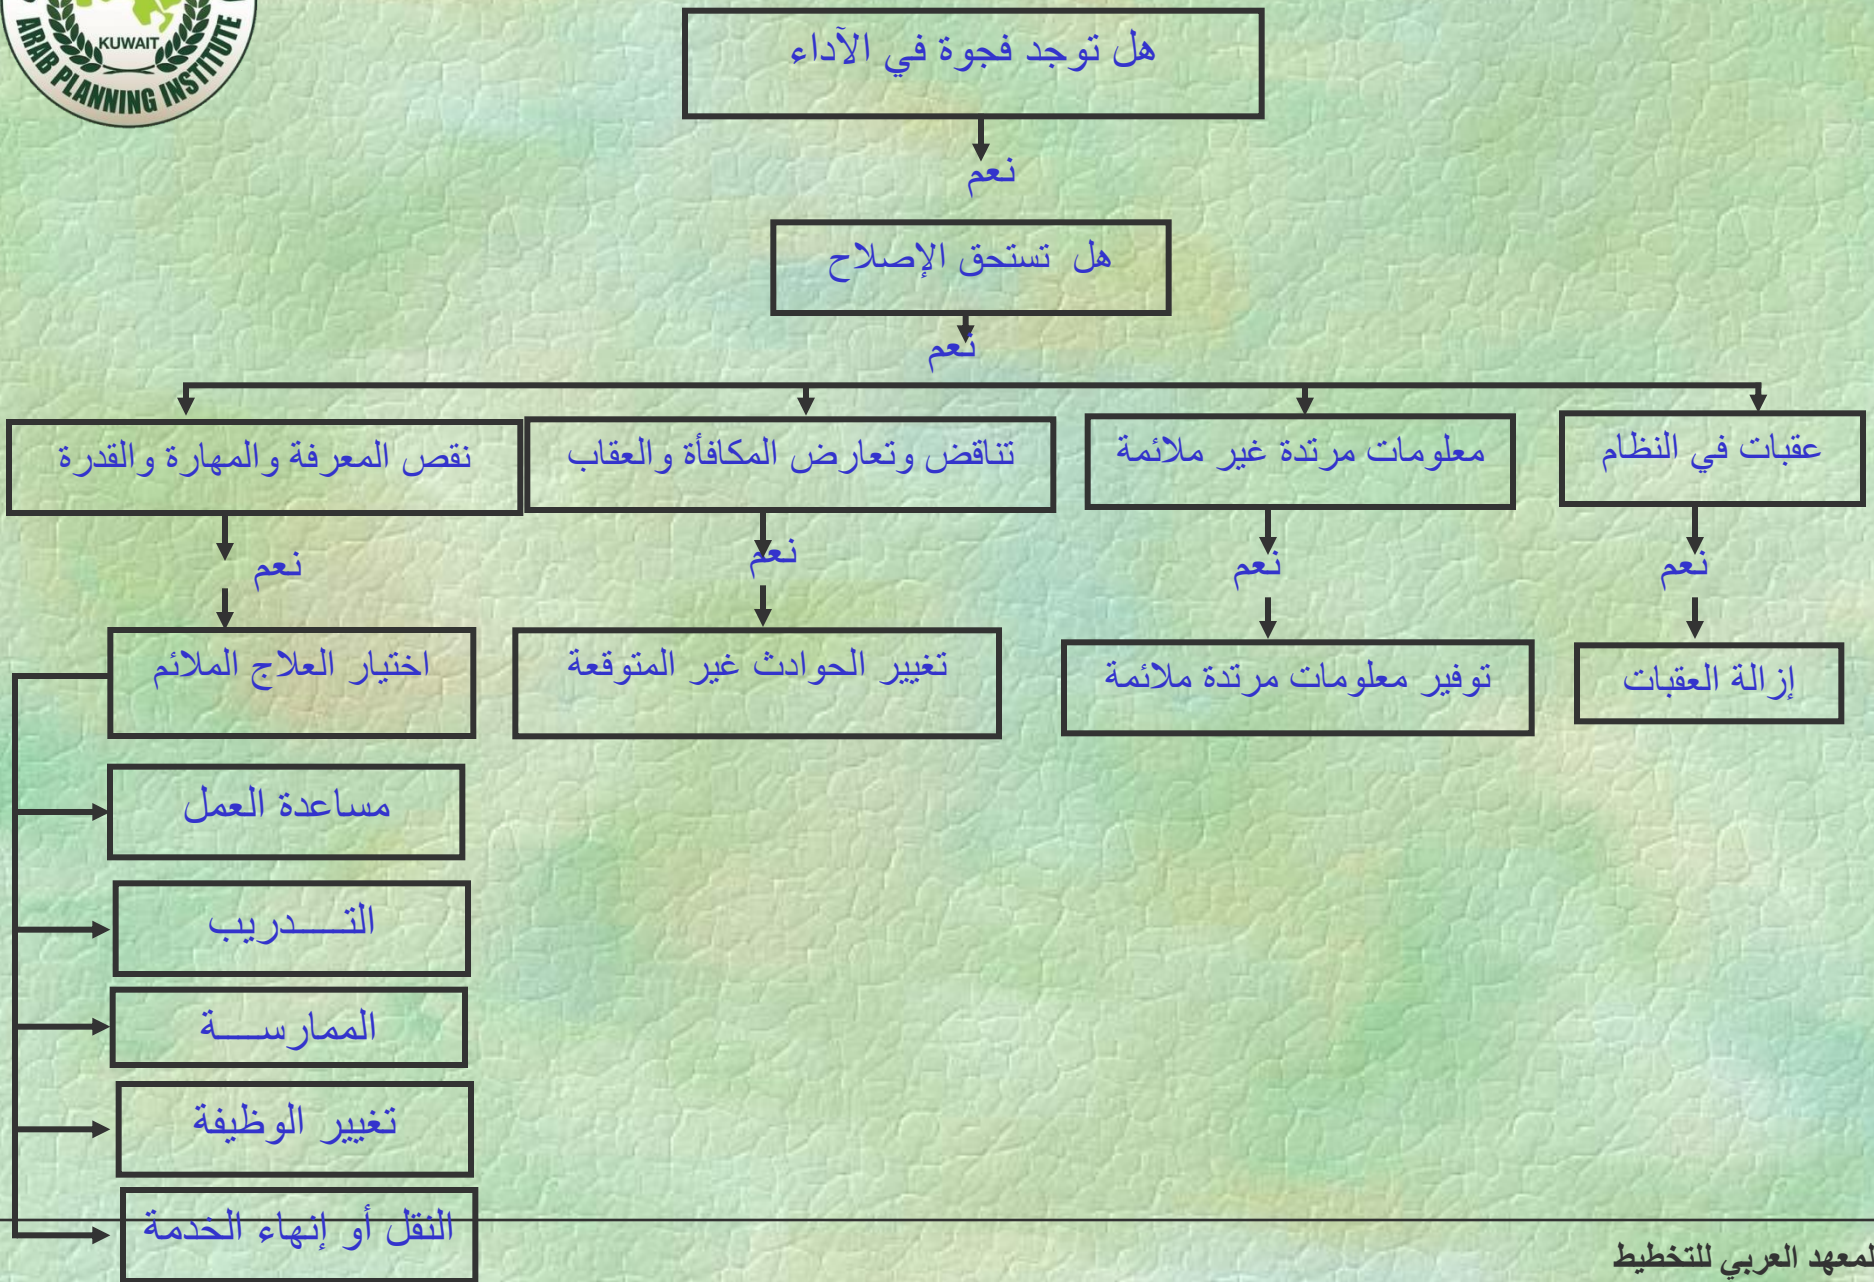 KUWAIT
ARAB PLANNING INSTITUTE
هل توجد فجوة في الآداء
نعم
هل تستحق الإصلاح
نعم
عقبات في النظام
معلومات مرتدة غير ملائمة
تناقض وتعارض المكافأة والعقاب
نقص المعرفة والمهارة والقدرة
نعم
نعم
نعم
نعم
إزالة العقبات
توفير معلومات مرتدة ملائمة
تغيير الحوادث غير المتوقعة
اختيار العلاج الملائم
مساعدة العمل
التـــــدريب
الممارســــة
تغيير الوظيفة
النقل أو إنهاء الخدمة
لمعهد العربي للتخطيط